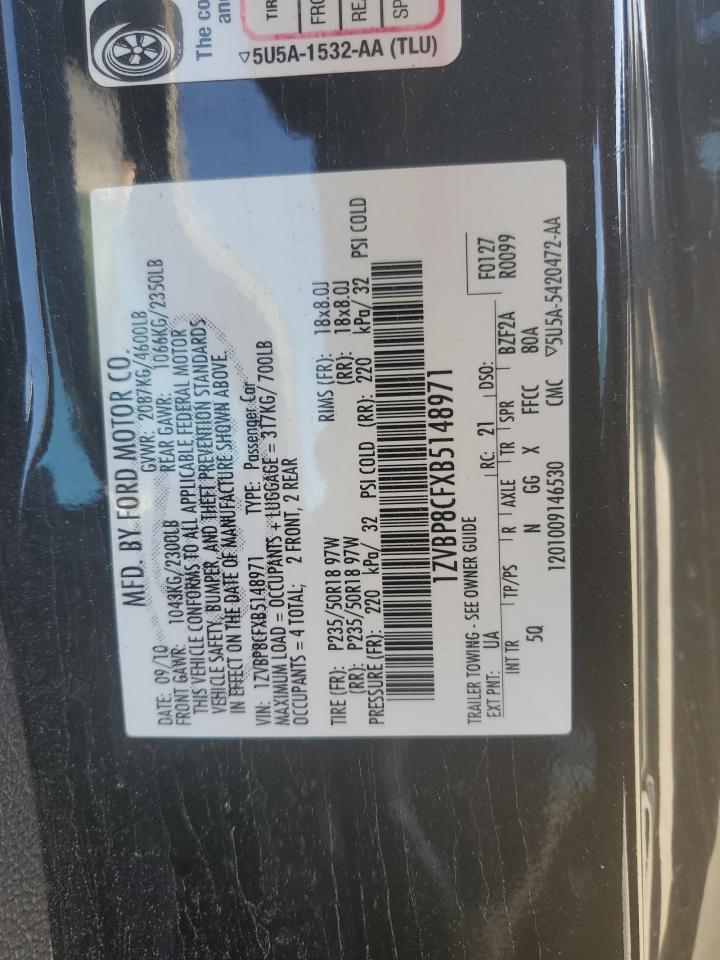 The co
an
TIR
FRO
RE
SP
▽5U5A-1532-AA (TLU)
MFD. BY FORD MOTOR CO.
DATE: 09/10 GVWR: 2087KG/4600LB
FRONT GAWR: 1043KG/2300LB REAR GAWR: 1066KG/2350LB
THIS VEHICLE CONFORMS TO ALL APPLICABLE FEDERAL MOTOR
VEHICLE SAFETY, BUMPER, AND THEFT PREVENTION STANDARDS
IN EFFECT ON THE DATE OF MANUFACTURE SHOWN ABOVE.
VIN: 1ZVBP8CFXB5148971 TYPE: Passenger Car
MAXIMUM LOAD = OCCUPANTS + LUGGAGE = 317KG/ 700LB
OCCUPANTS = 4 TOTAL; 2 FRONT, 2 REAR
TIRE (FR): P235/50R18 97W RIMS (FR): 18x8.0J
(RR): P235/50R18 97W (RR): 18x8.0J
PRESSURE (FR): 220 kPa/ 32 PSI COLD (RR): 220 kPa/ 32 PSI COLD
1ZVBP8CFXB5148971
TRAILER TOWING - SEE OWNER GUIDE F0127
EXT PNT: UA RC: 21 DSO: R0099
INT TR TP/PS R AXLE TR SPR BZF2A
5Q N GG X FFCC 80A
1201009146530 CMC ▽5U5A-5420472-AA